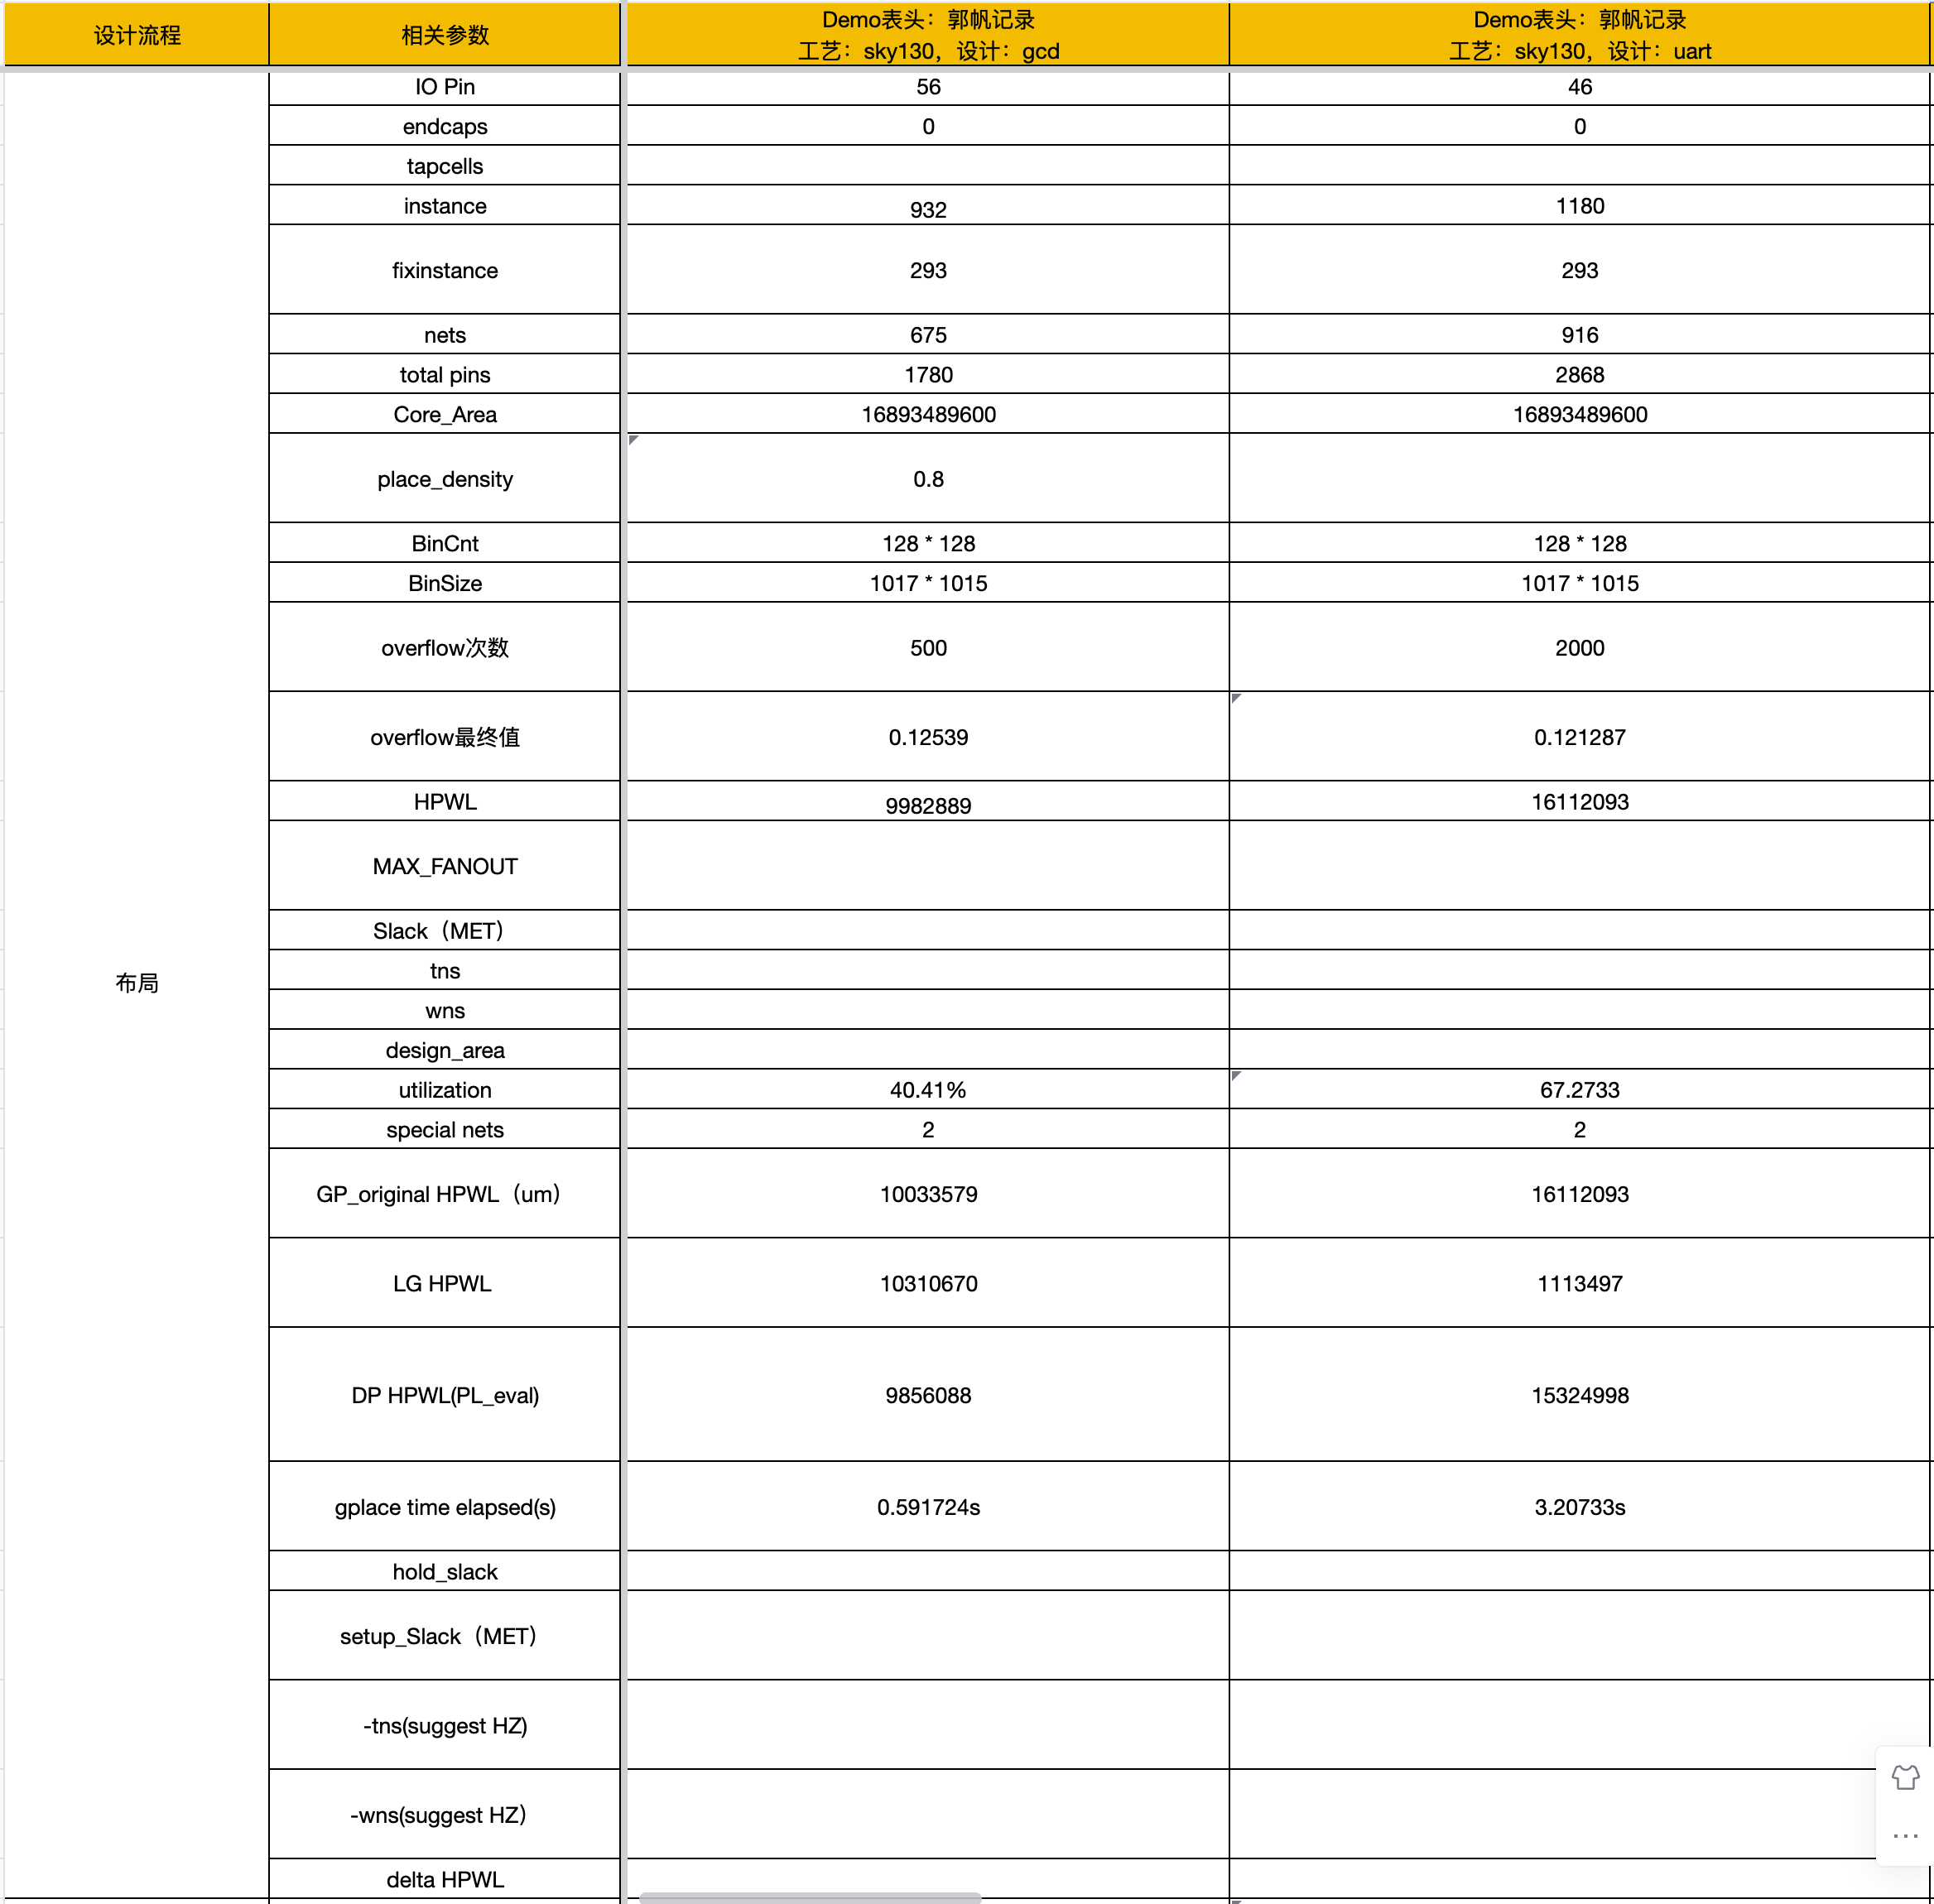 设计流程
相关参数
Demo表头：郭帆记录
工艺：sky130，设计：gcd
Demo表头：郭帆记录
工艺：sky130，设计：uart
布局
IO Pin
56
46
endcaps
0
0
tapcells
instance
932
1180
fixinstance
293
293
nets
675
916
total pins
1780
2868
Core_Area
16893489600
16893489600
place_density
0.8
BinCnt
128 * 128
128 * 128
BinSize
1017 * 1015
1017 * 1015
overflow次数
500
2000
overflow最终值
0.12539
0.121287
HPWL
9982889
16112093
MAX_FANOUT
Slack（MET）
tns
wns
design_area
utilization
40.41%
67.2733
special nets
2
2
GP_original HPWL（um）
10033579
16112093
LG HPWL
10310670
1113497
DP HPWL(PL_eval)
9856088
15324998
gplace time elapsed(s)
0.591724s
3.20733s
hold_slack
setup_Slack（MET）
-tns(suggest HZ)
-wns(suggest HZ）
delta HPWL